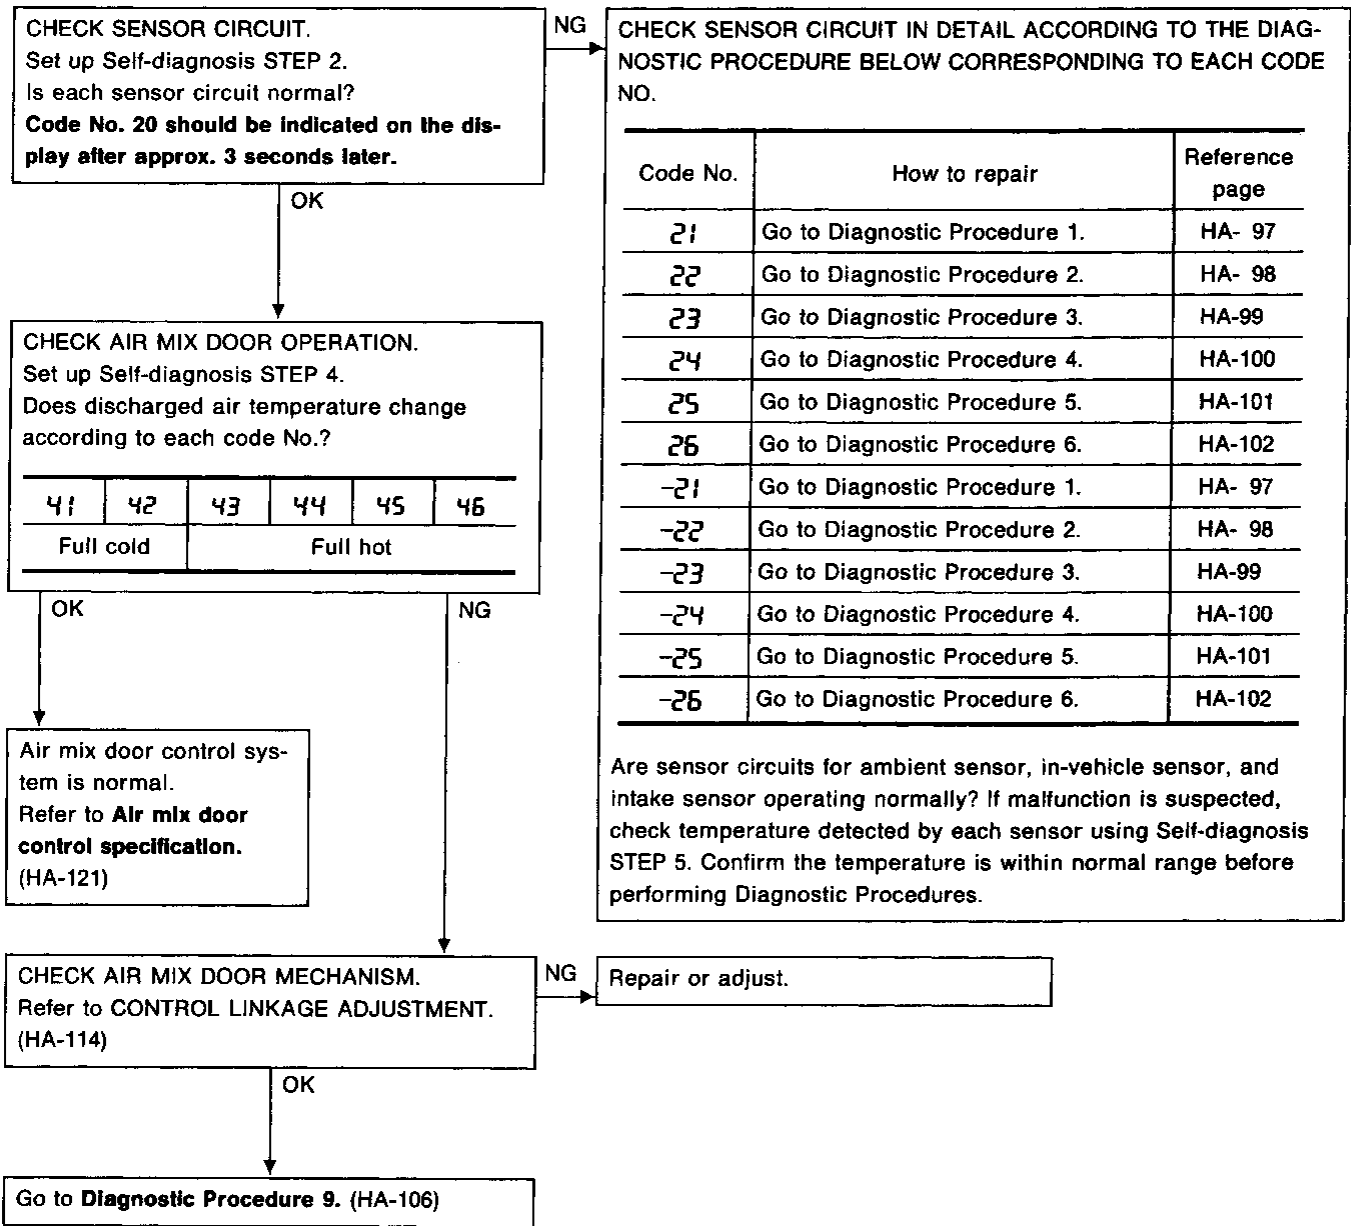 CHECK SENSOR CIRCUIT.
Set up Self-diagnosis STEP 2.
Is each sensor circuit normal?
Code No. 20 should be indicated on the dis-
play after approx. 3 seconds later.
NG
CHECK SENSOR CIRCUIT IN DETAIL ACCORDING TO THE DIAG-
NOSTIC PROCEDURE BELOW CORRESPONDING TO EACH CODE
NO.
Code No. How to repair Reference page
21 Go to Diagnostic Procedure 1. HA- 97
22 Go to Diagnostic Procedure 2. HA- 98
23 Go to Diagnostic Procedure 3. HA-99
24 Go to Diagnostic Procedure 4. HA-100
25 Go to Diagnostic Procedure 5. HA-101
26 Go to Diagnostic Procedure 6. HA-102
-21 Go to Diagnostic Procedure 1. HA- 97
-22 Go to Diagnostic Procedure 2. HA- 98
-23 Go to Diagnostic Procedure 3. HA-99
-24 Go to Diagnostic Procedure 4. HA-100
-25 Go to Diagnostic Procedure 5. HA-101
-26 Go to Diagnostic Procedure 6. HA-102
Are sensor circuits for ambient sensor, in-vehicle sensor, and
intake sensor operating normally? If malfunction is suspected,
check temperature detected by each sensor using Self-diagnosis
STEP 5. Confirm the temperature is within normal range before
performing Diagnostic Procedures.
OK
CHECK AIR MIX DOOR OPERATION.
Set up Self-diagnosis STEP 4.
Does discharged air temperature change
according to each code No.?
41 42 43 44 45 46
Full cold Full hot
OK
NG
Air mix door control sys-
tem is normal.
Refer to Air mix door
control specification.
(HA-121)
CHECK AIR MIX DOOR MECHANISM.
Refer to CONTROL LINKAGE ADJUSTMENT.
(HA-114)
NG
Repair or adjust.
OK
Go to Diagnostic Procedure 9. (HA-106)